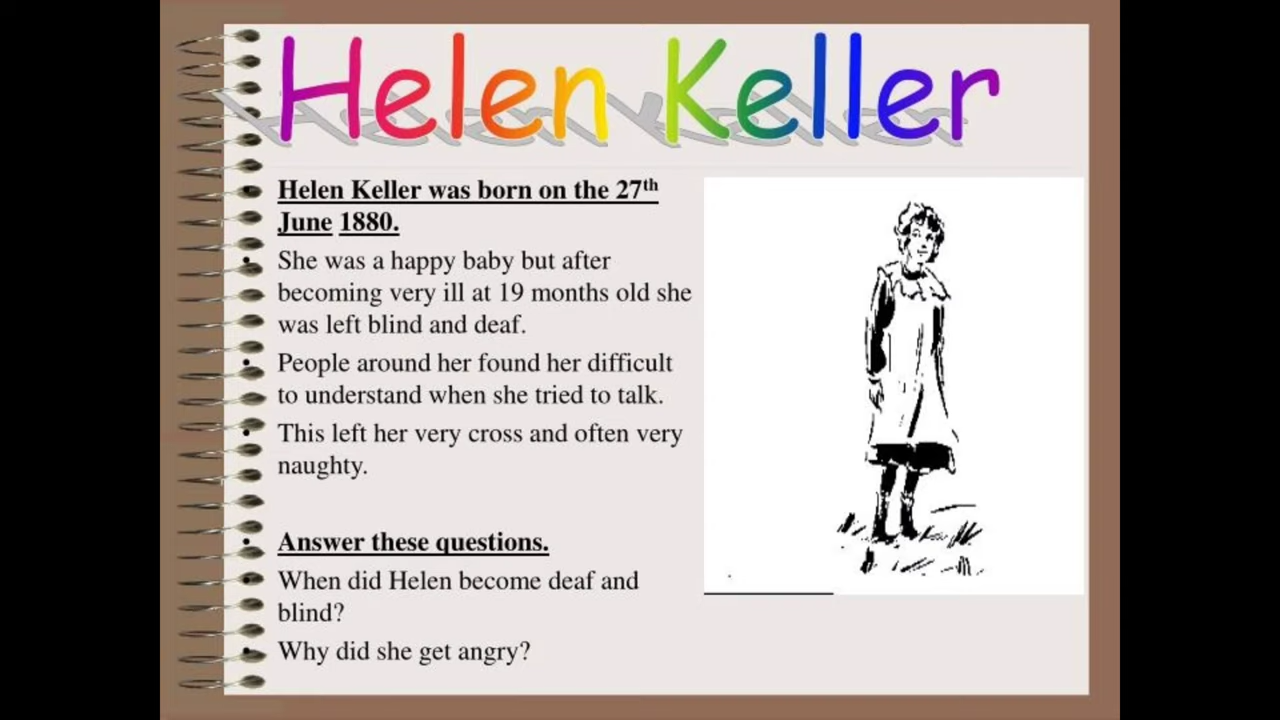 Helen Keller
Helen Keller was born on the 27th
June 1880.
• She was a happy baby but after
becoming very ill at 19 months old she
was left blind and deaf.
• People around her found her difficult
to understand when she tried to talk.
• This left her very cross and often very
naughty.
• Answer these questions.
• When did Helen become deaf and
blind?
• Why did she get angry?